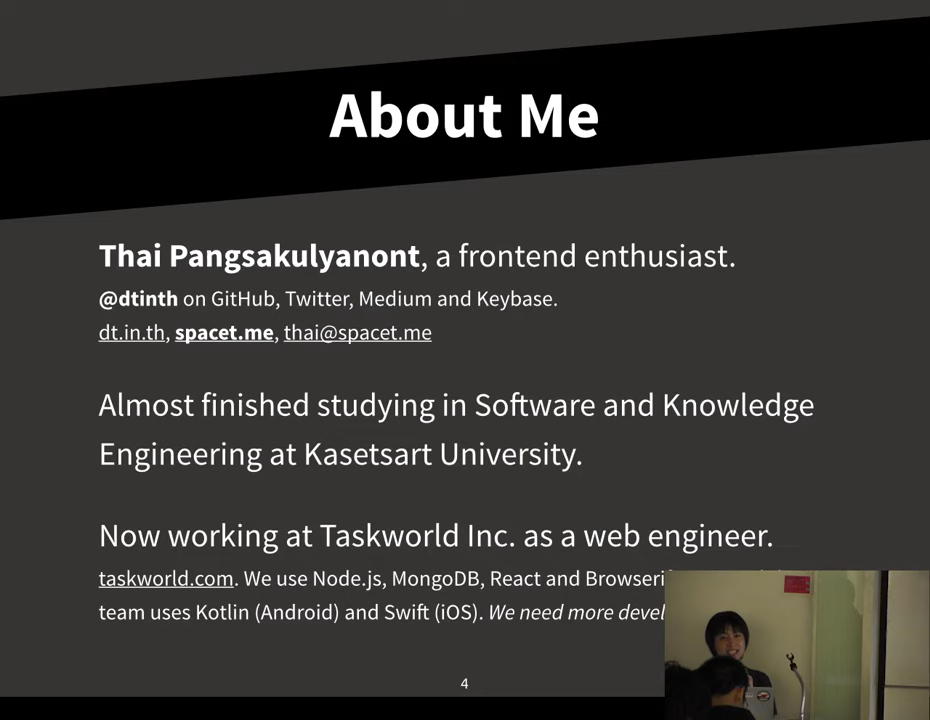 About Me
Thai Pangsakulyanont, a frontend enthusiast.
@dtinth on GitHub, Twitter, Medium and Keybase.
dt.in.th, spacet.me, thai@spacet.me
Almost finished studying in Software and Knowledge
Engineering at Kasetsart University.
Now working at Taskworld Inc. as a web engineer.
taskworld.com. We use Node.js, MongoDB, React and
team uses Kotlin (Android) and Swift (iOS). We need more
4